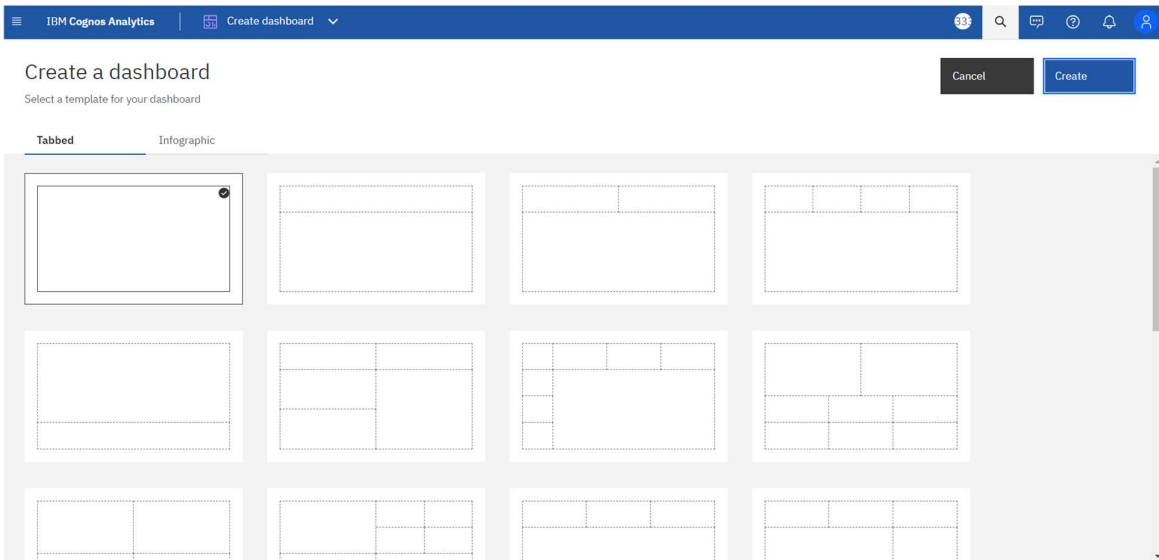 IBM Cognos Analytics
Create dashboard
Create a dashboard
Cancel
Create
Select a template for your dashboard
Tabbed
Infographic